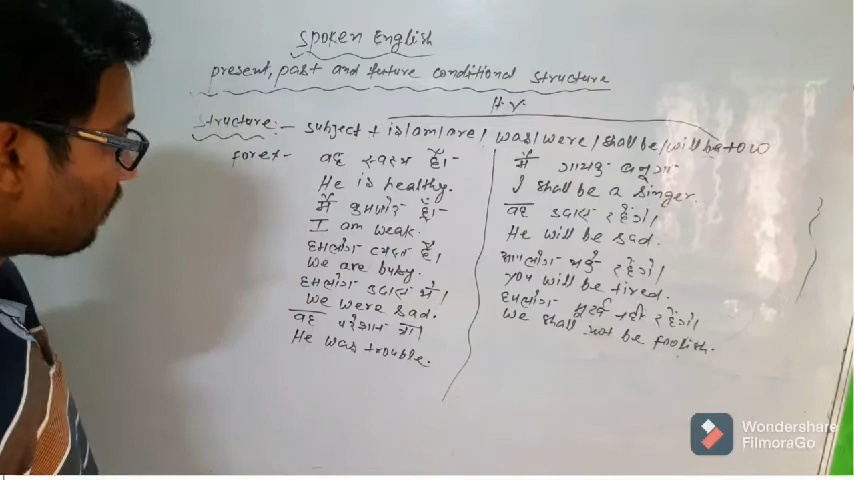 Spoken English
present, past and future conditional structure
H.V.
Structure:- Subject + is/am/are/ was/were/shall be/will be + OW
forex-
वह स्वस्थ है।-
He is healthy.
मैं कमजोर हूँ।-
I am weak.
हमलोग व्यस्त हैं।
We are busy.
हमलोग उदास थे।
We were sad.
वह परेशान था।
He was trouble.
मैं गायक बनूगा-
I shall be a singer.
वह उदास रहेंगे।
He will be sad.
आपलोग थके रहेंगे।
You will be tired.
हमलोग मूर्ख नहीं रहेंगे।
We shall not be foolish.
Wondershare
FilmoraGo